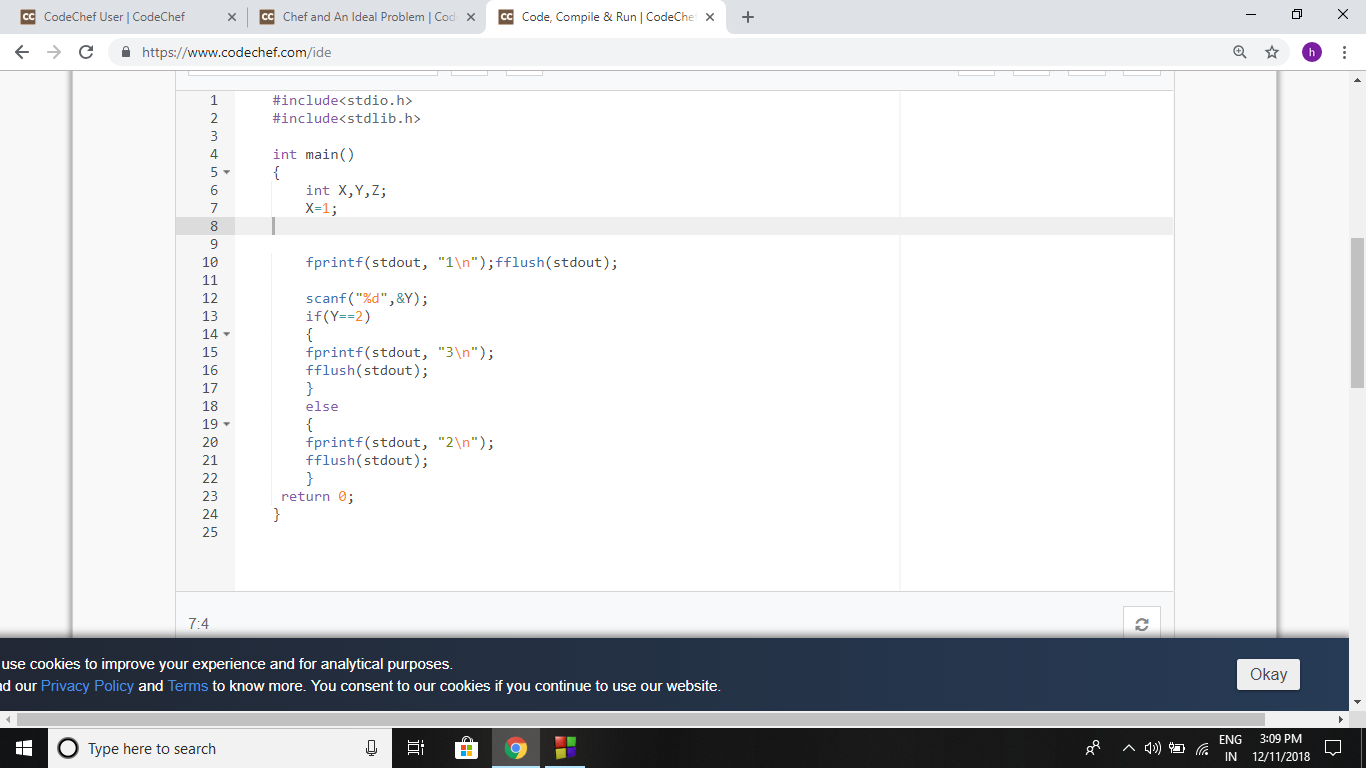 CodeChef User | CodeChef
Chef and An Ideal Problem | Cod
Code, Compile & Run | CodeChe
https://www.codechef.com/ide
h
1 #include<stdio.h>
2 #include<stdlib.h>
3
4 int main()
5 {
6 int X,Y,Z;
7 X=1;
8
9
10 fprintf(stdout, "1\n");fflush(stdout);
11
12 scanf("%d",&Y);
13 if(Y==2)
14 {
15 fprintf(stdout, "3\n");
16 fflush(stdout);
17 }
18 else
19 {
20 fprintf(stdout, "2\n");
21 fflush(stdout);
22 }
23 return 0;
24 }
25
7:4
use cookies to improve your experience and for analytical purposes.
ad our Privacy Policy and Terms to know more. You consent to our cookies if you continue to use our website.
Okay
Type here to search
ENG
IN
3:09 PM
12/11/2018